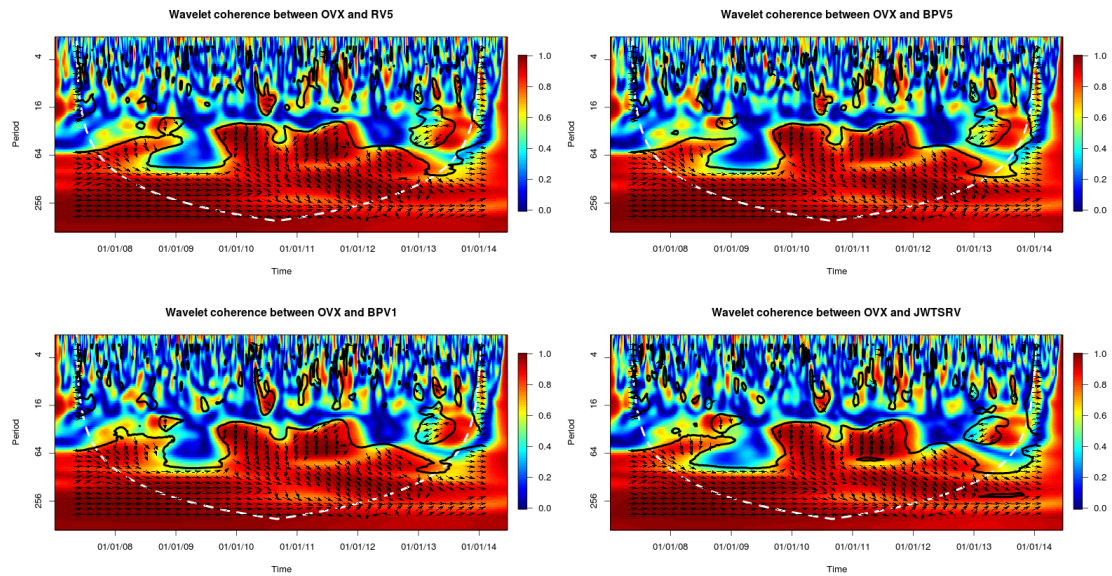 Wavelet coherence between OVX and RV5
Period
4
16
64
256
1.0
0.8
0.6
0.4
0.2
0.0
01/01/08 01/01/09 01/01/10 01/01/11 01/01/12 01/01/13 01/01/14
Time
Wavelet coherence between OVX and BPV5
Period
4
16
64
256
1.0
0.8
0.6
0.4
0.2
0.0
01/01/08 01/01/09 01/01/10 01/01/11 01/01/12 01/01/13 01/01/14
Time
Wavelet coherence between OVX and BPV1
Period
4
16
64
256
1.0
0.8
0.6
0.4
0.2
0.0
01/01/08 01/01/09 01/01/10 01/01/11 01/01/12 01/01/13 01/01/14
Time
Wavelet coherence between OVX and JWTSRV
Period
4
16
64
256
1.0
0.8
0.6
0.4
0.2
0.0
01/01/08 01/01/09 01/01/10 01/01/11 01/01/12 01/01/13 01/01/14
Time